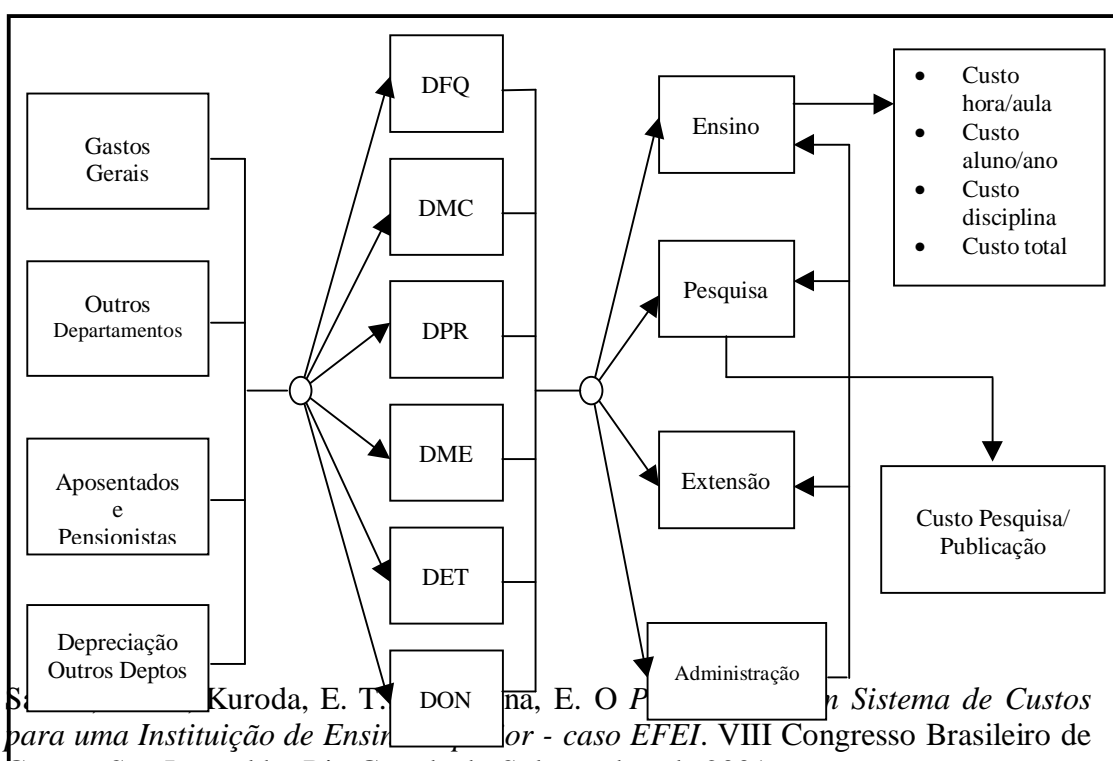 Gastos
Gerais
Outros
Departamentos
Aposentados
e
Pensionistas
Depreciação
Outros Deptos
DFQ
DMC
DPR
DME
DET
DON
Ensino
Pesquisa
Extensão
Administração
• Custo
hora/aula
• Custo
aluno/ano
• Custo
disciplina
• Custo total
Custo Pesquisa/
Publicação
Kuroda, E. T. E. O Sistema de Custos
para uma Instituição de - caso EFEI. VIII Congresso Brasileiro de